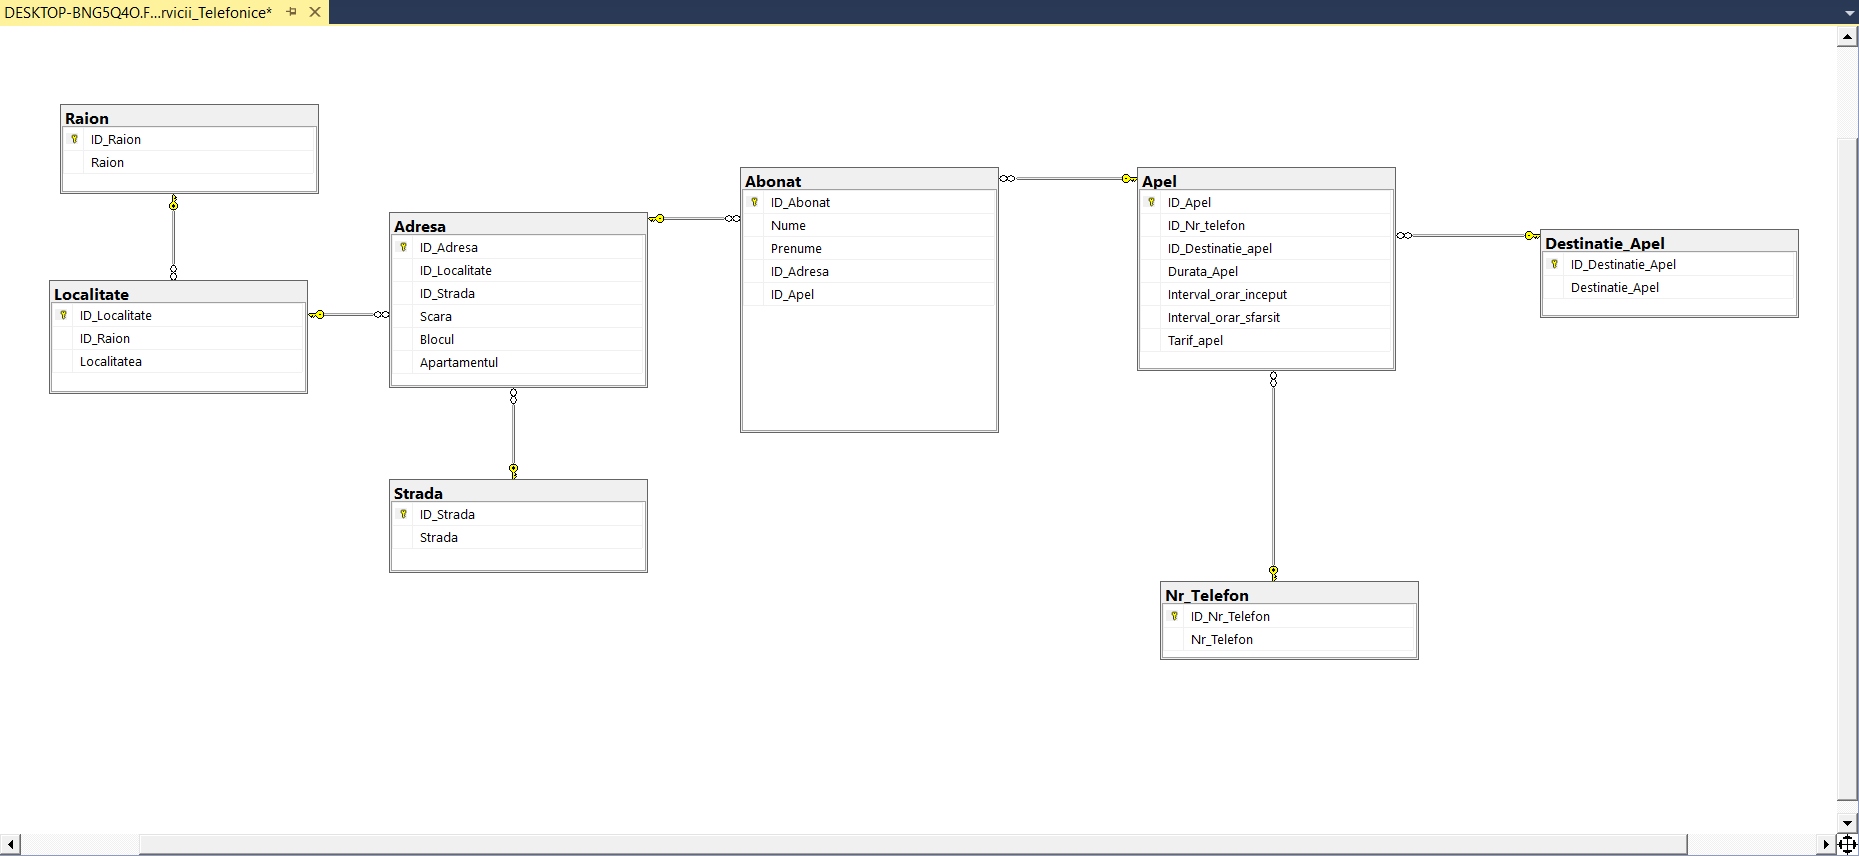 DESKTOP-BNG5Q4O.F...rvicii_Telefonice*
Raion
ID_Raion
Raion
Localitate
ID_Localitate
ID_Raion
Localitatea
Adresa
ID_Adresa
ID_Localitate
ID_Strada
Scara
Blocul
Apartamentul
Strada
ID_Strada
Strada
Abonat
ID_Abonat
Nume
Prenume
ID_Adresa
ID_Apel
Apel
ID_Apel
ID_Nr_telefon
ID_Destinatie_apel
Durata_Apel
Interval_orar_inceput
Interval_orar_sfarsit
Tarif_apel
Destinatie_Apel
ID_Destinatie_Apel
Destinatie_Apel
Nr_Telefon
ID_Nr_Telefon
Nr_Telefon